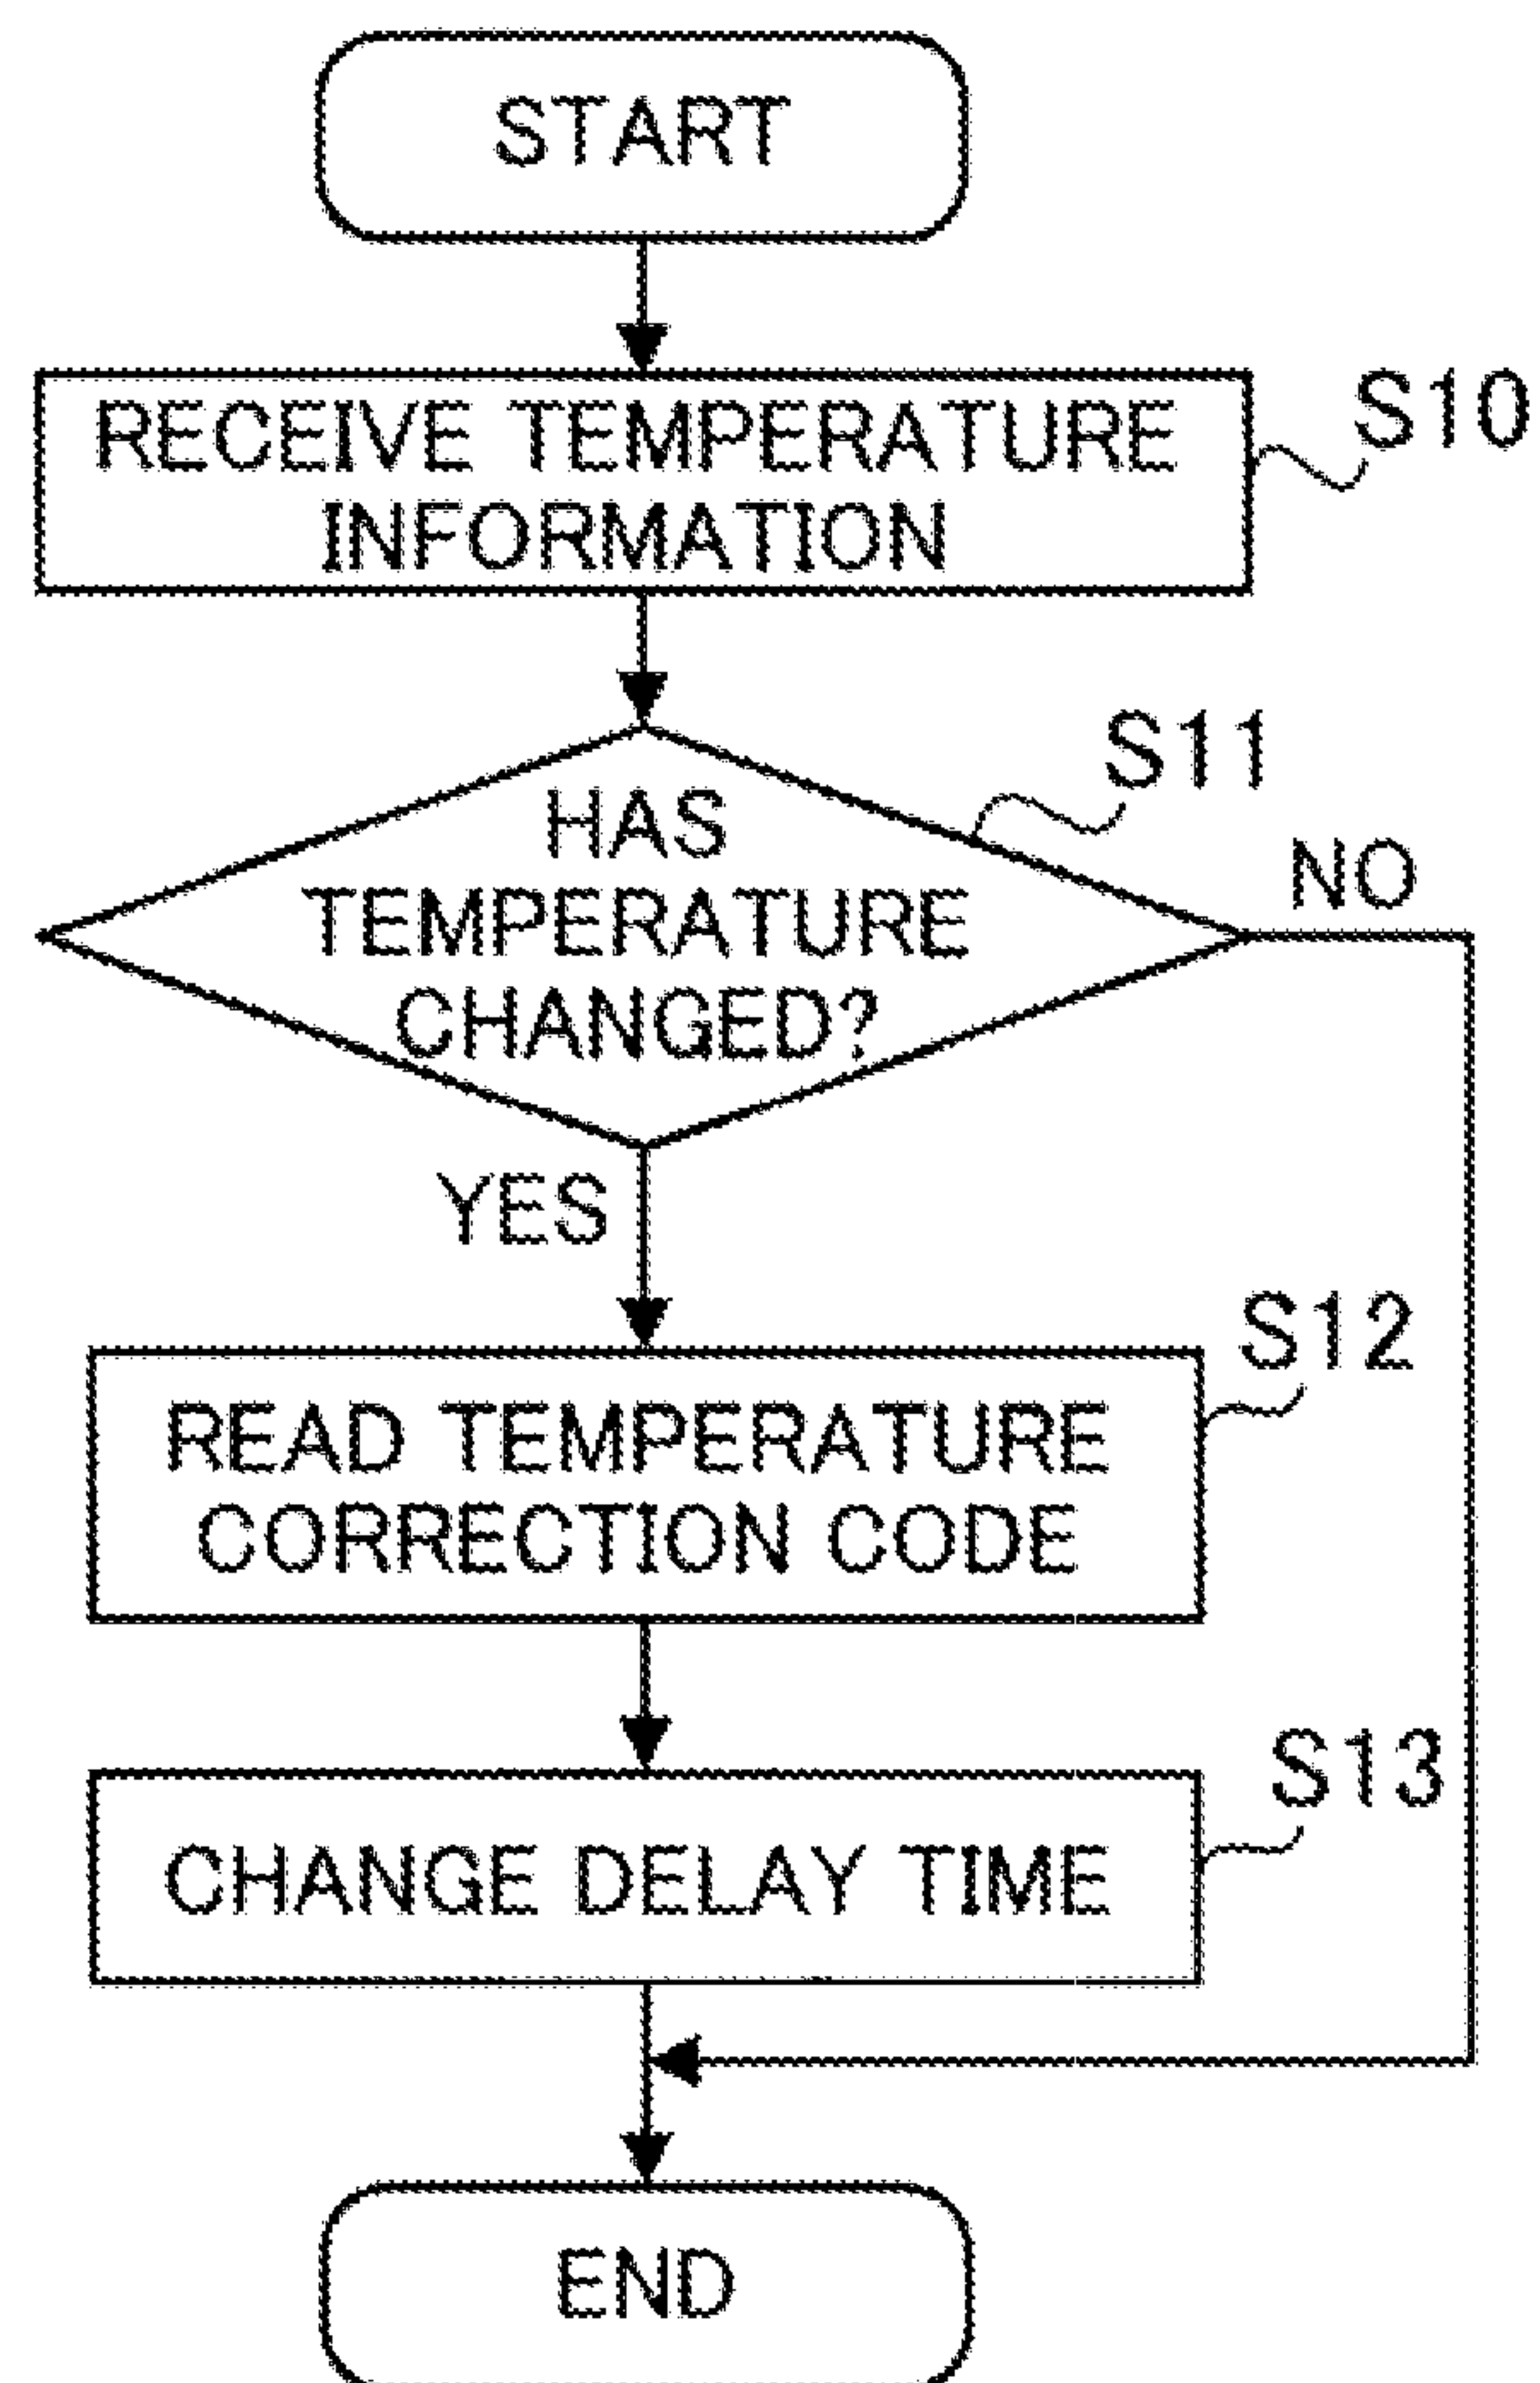 START
RECEIVE TEMPERATURE
INFORMATION
S10
HAS
TEMPERATURE
CHANGED?
S11
NO
YES
READ TEMPERATURE
CORRECTION CODE
S12
CHANGE DELAY TIME
S13
END